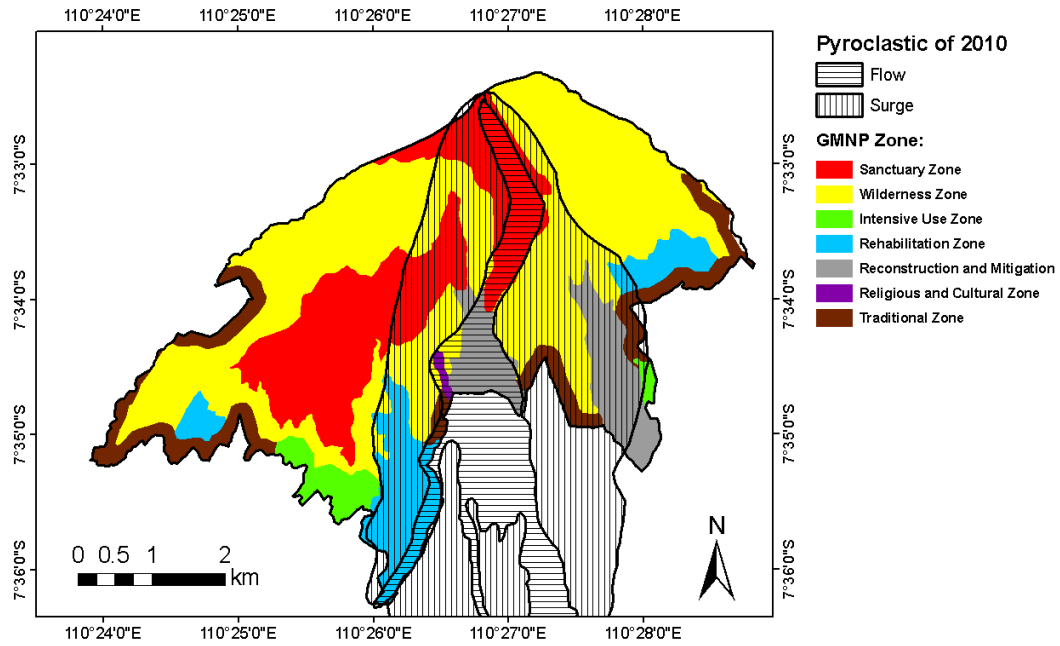 110°24'0"E 110°25'0"E 110°26'0"E 110°27'0"E 110°28'0"E
Pyroclastic of 2010
Flow
Surge
GMNP Zone:
Sanctuary Zone
Wilderness Zone
Intensive Use Zone
Rehabilitation Zone
Reconstruction and Mitigation
Religious and Cultural Zone
Traditional Zone
7°33'0"S 7°33'0"S
7°34'0"S 7°34'0"S
7°35'0"S 7°35'0"S
7°36'0"S 7°36'0"S
N
0 0.5 1 2
km
110°24'0"E 110°25'0"E 110°26'0"E 110°27'0"E 110°28'0"E